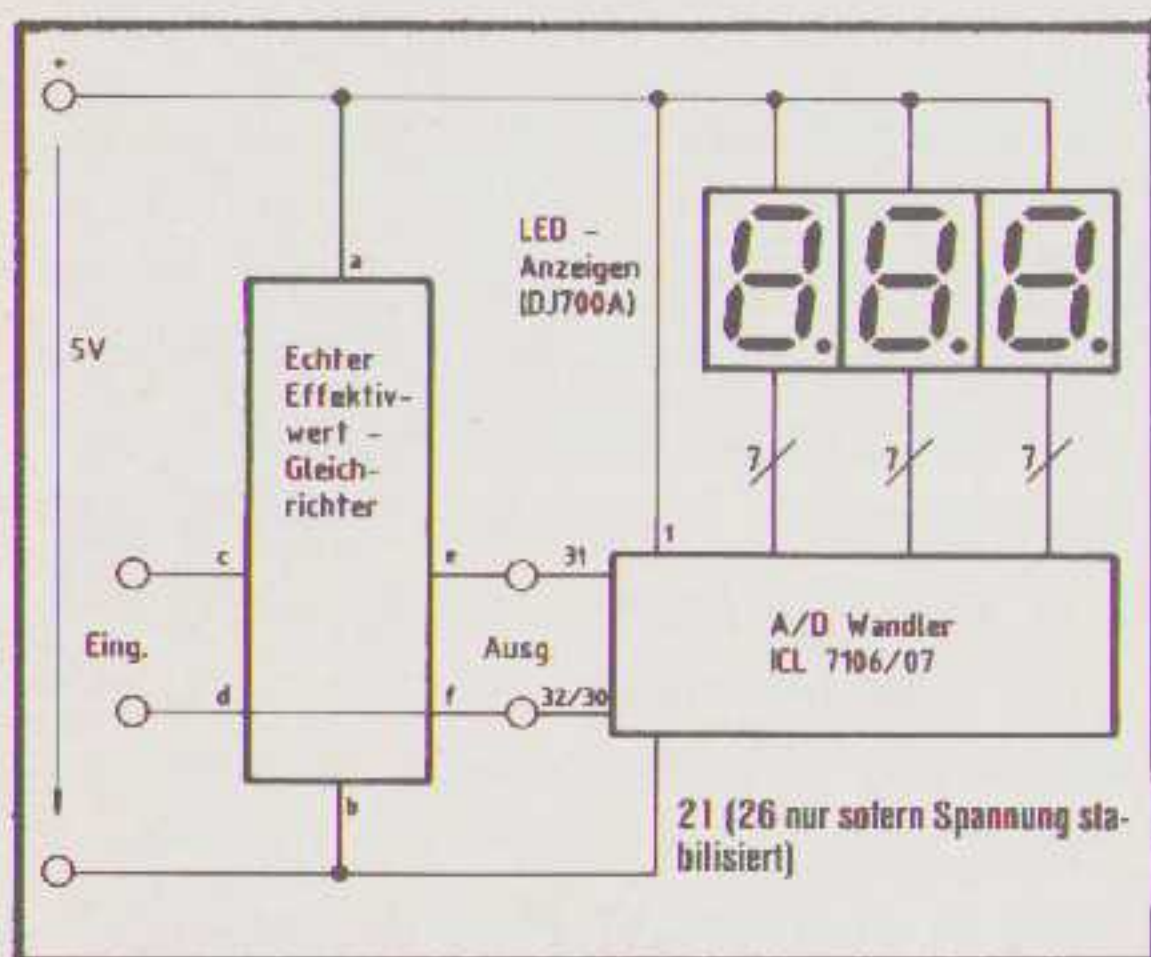 +
a
LED -
Anzeigen
(DJ700A)
5V
Echter
Effektiv-
wert -
Gleich-
richter
7
7
7
1
c
e
31
Eing.
Ausg
A/D Wandler
ICL 7106/07
d
f
32/30
b
21 (26 nur sofern Spannung sta-
bilisiert)